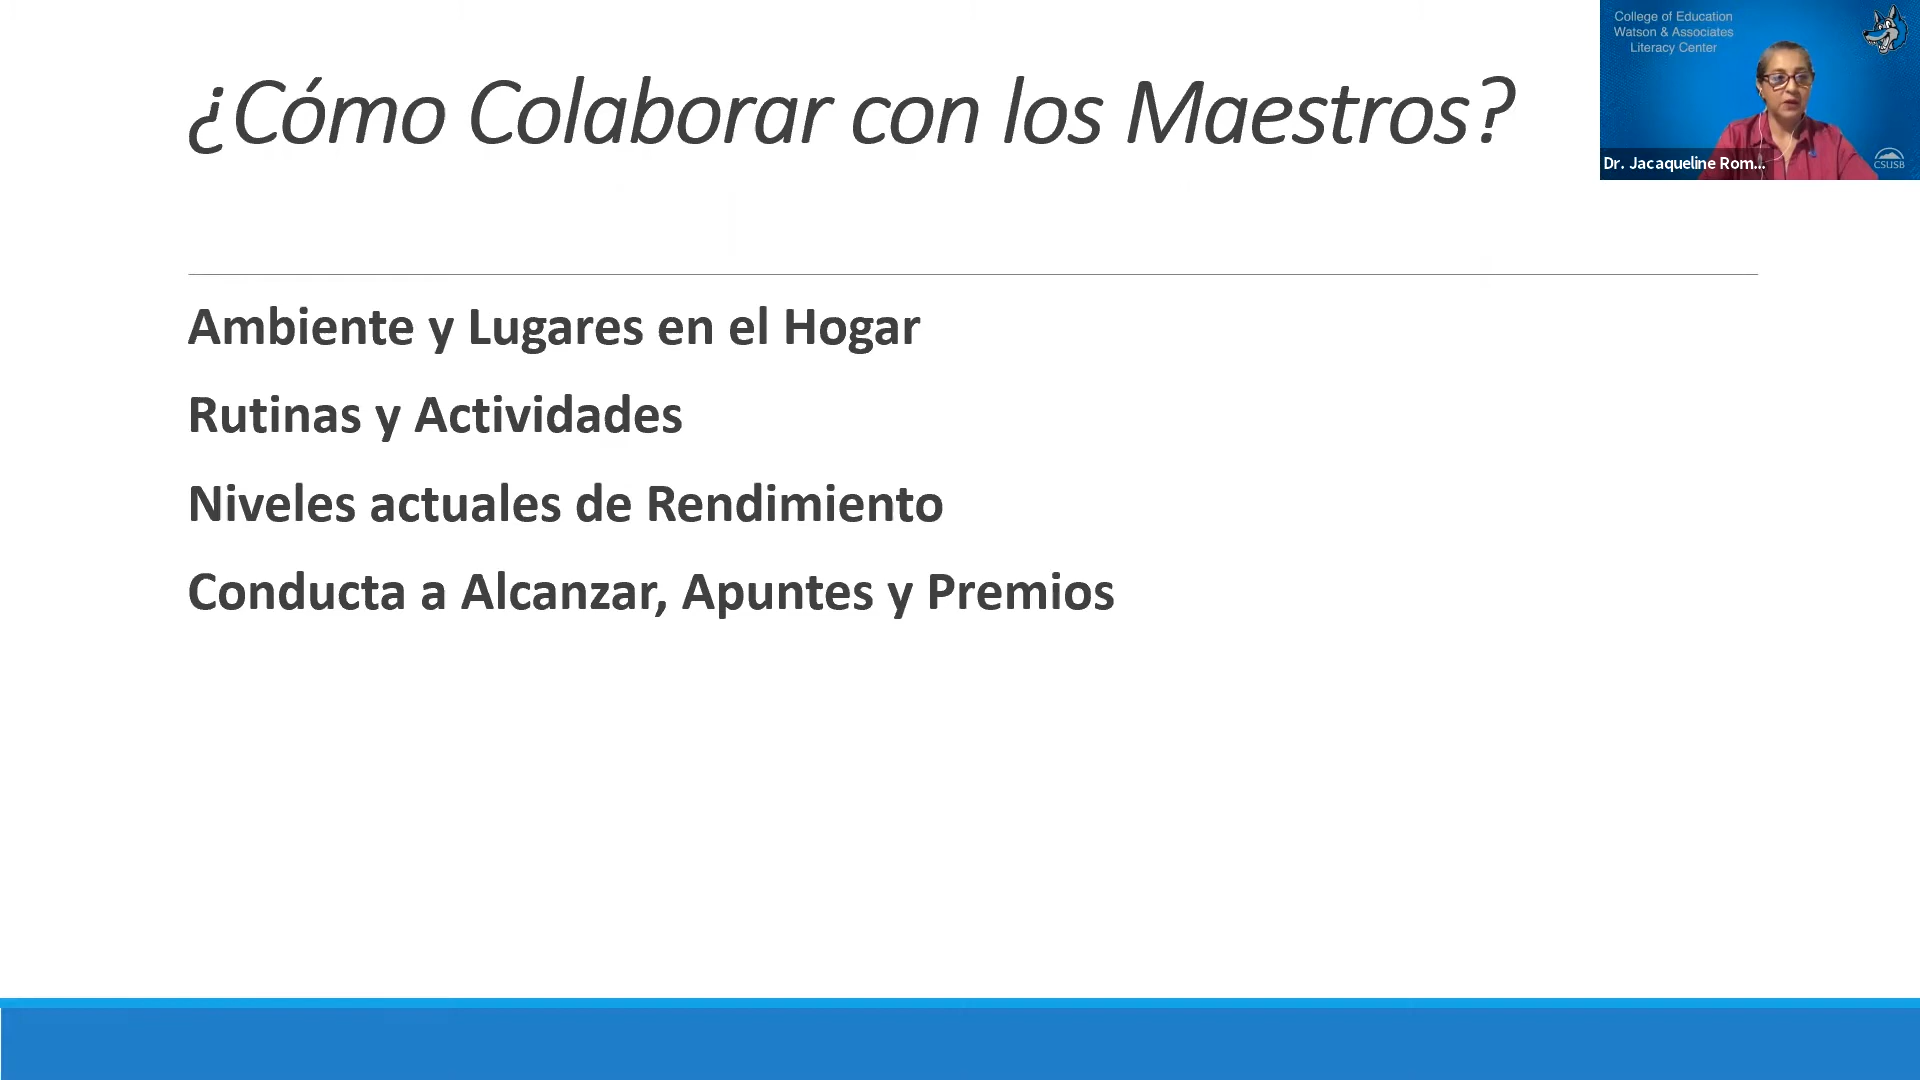 College of Education
Watson & Associates
Literacy Center
¿Cómo Colaborar con los Maestros?
Dr. Jacaqueline Rom...
CSUSB
Ambiente y Lugares en el Hogar
Rutinas y Actividades
Niveles actuales de Rendimiento
Conducta a Alcanzar, Apuntes y Premios